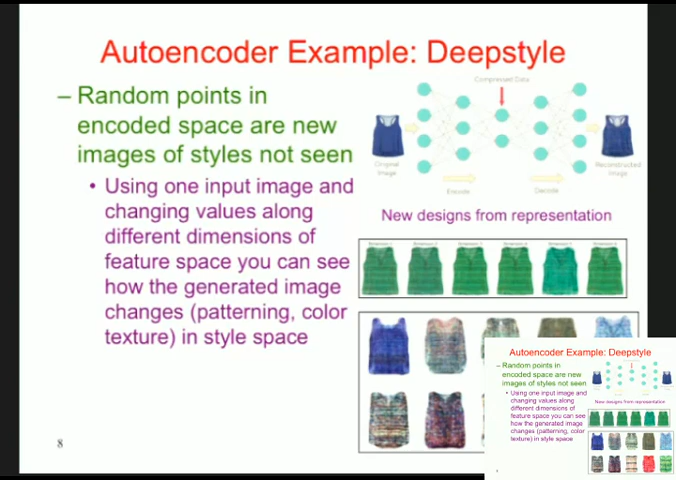 Autoencoder Example: Deepstyle
– Random points in
encoded space are new
images of styles not seen
• Using one input image and
changing values along
different dimensions of
feature space you can see
how the generated image
changes (patterning, color
texture) in style space
Compressed Data
Original
Image
Reconstructed
Image
Encode
Decode
New designs from representation
8
Autoencoder Example: Deepstyle
– Random points in
encoded space are new
images of styles not seen
• Using one input image and
changing values along
different dimensions of
feature space you can see
how the generated image
changes (patterning, color
texture) in style space
New designs from representation